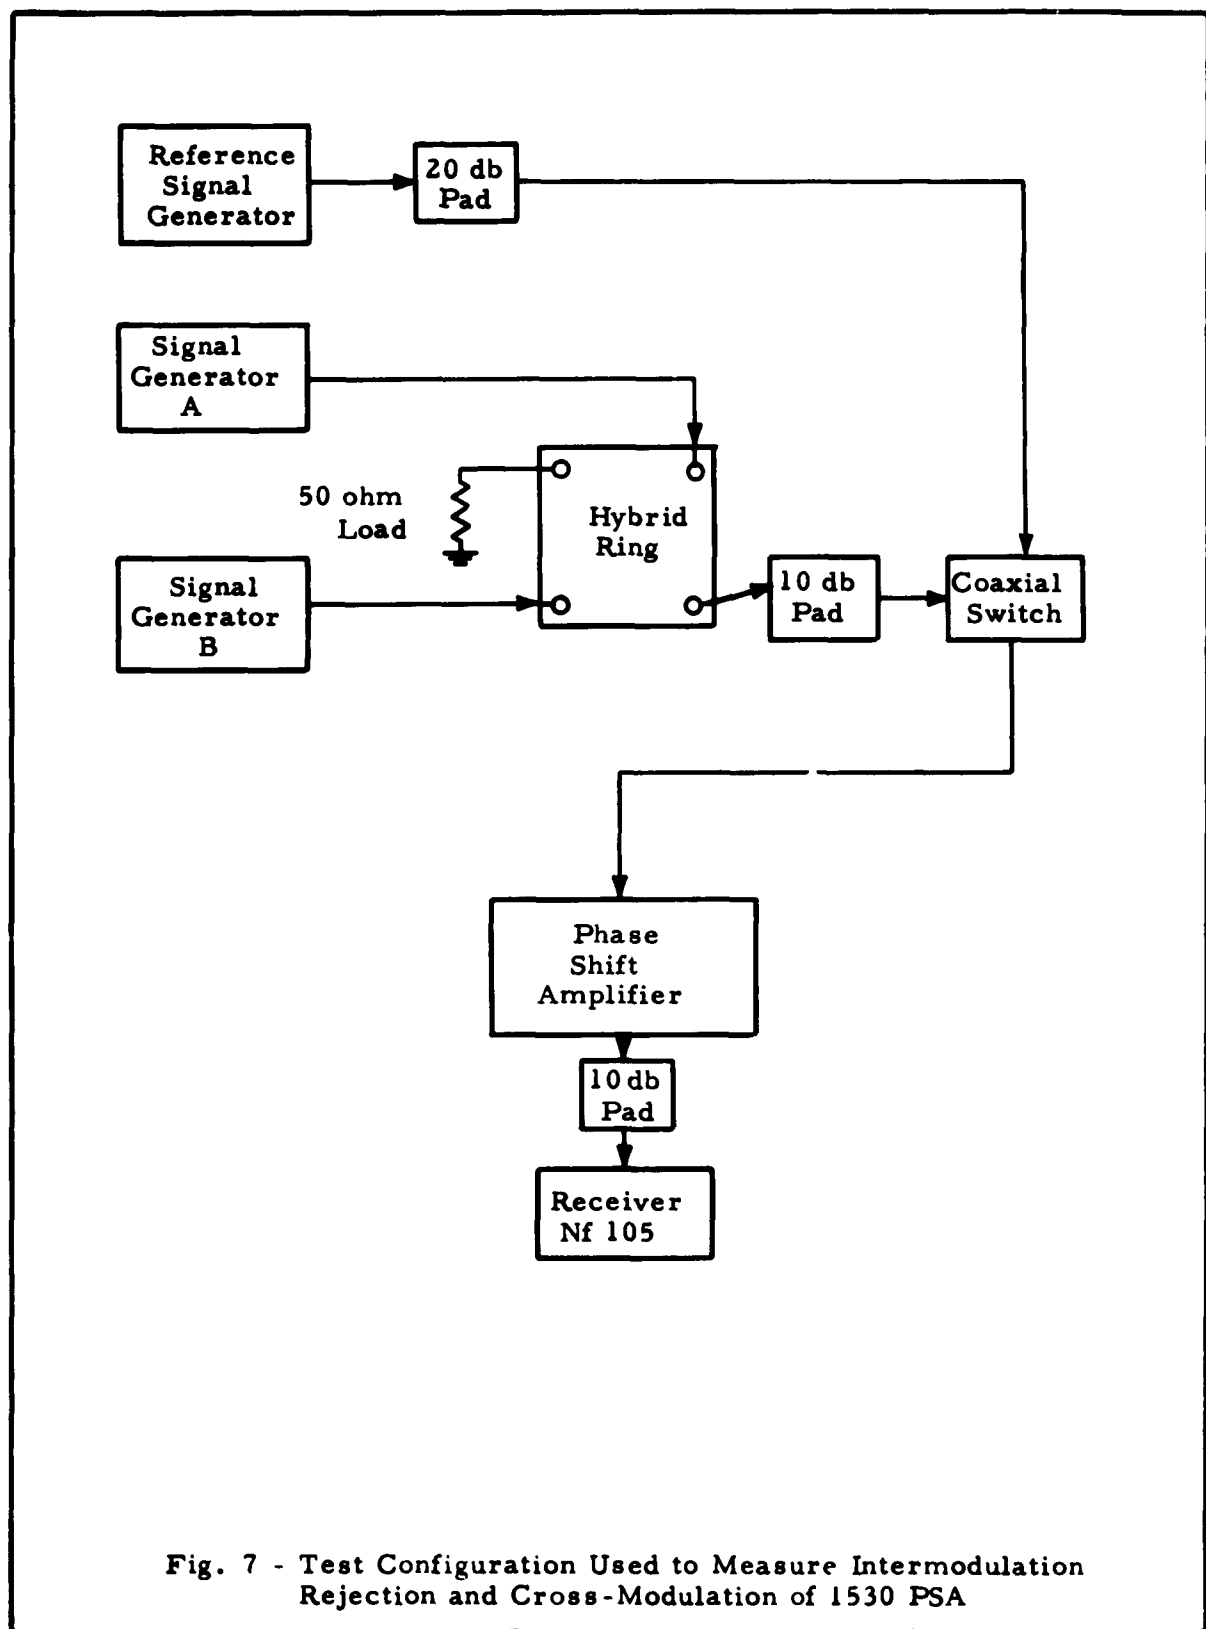 Reference
Signal
Generator
20 db
Pad
Signal
Generator
A
50 ohm
Load
Hybrid
Ring
Signal
Generator
B
10 db
Pad
Coaxial
Switch
Phase
Shift
Amplifier
10 db
Pad
Receiver
Nf 105
Fig. 7 - Test Configuration Used to Measure Intermodulation
Rejection and Cross-Modulation of 1530 PSA